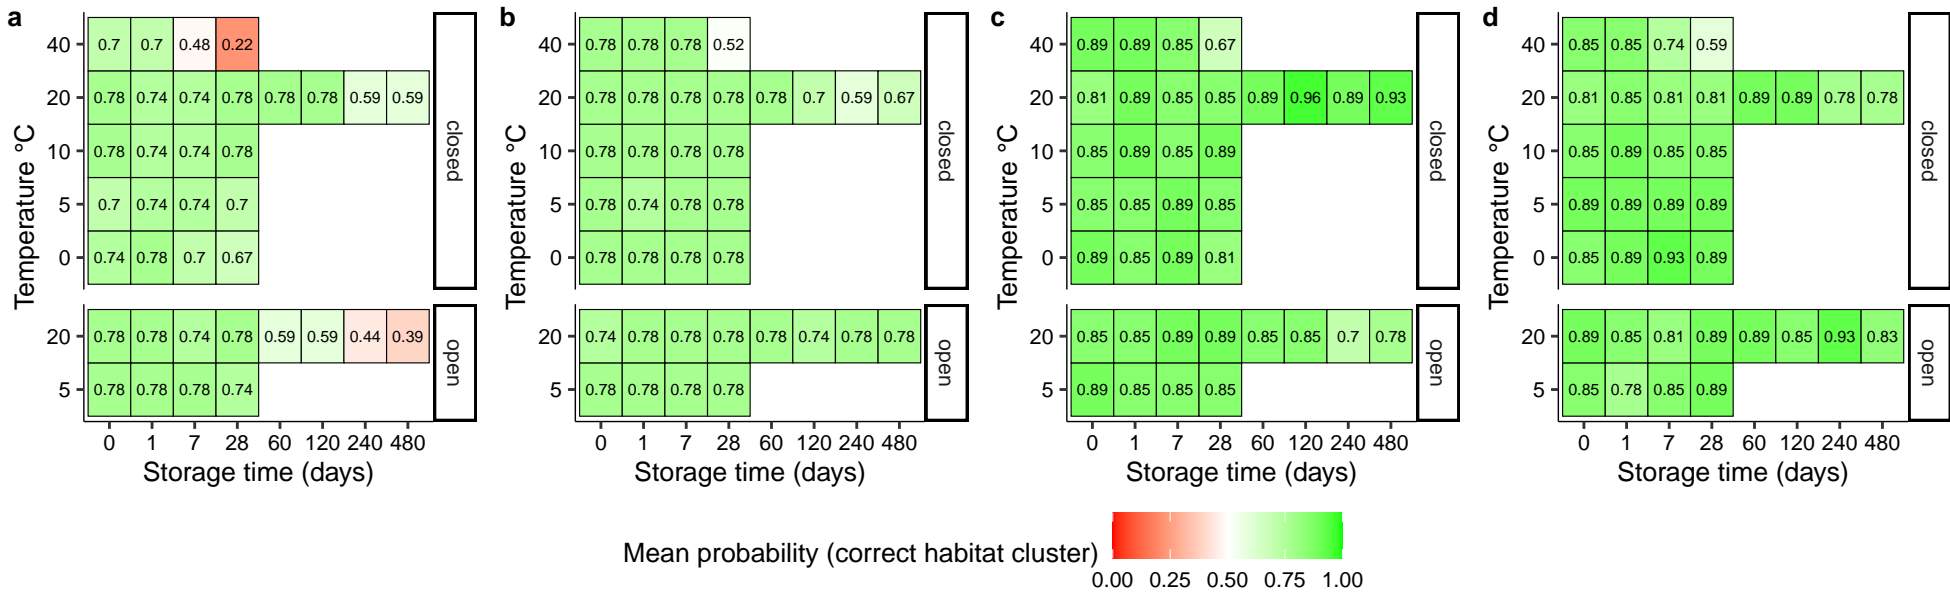 a
b
c
d
40 0.7 0.7 0.48 0.22
20 0.78 0.74 0.74 0.78 0.78 0.78 0.59 0.59
10 0.78 0.74 0.74 0.78
5 0.7 0.74 0.74 0.7
0 0.74 0.78 0.7 0.67
closed
20 0.78 0.78 0.74 0.78 0.59 0.59 0.44 0.39
5 0.78 0.78 0.78 0.74
open
0 1 7 28 60 120 240 480
Storage time (days)
Temperature °C
40 0.78 0.78 0.78 0.52
20 0.78 0.78 0.78 0.78 0.78 0.7 0.59 0.67
10 0.78 0.78 0.78 0.78
5 0.78 0.74 0.78 0.78
0 0.78 0.78 0.78 0.78
closed
20 0.74 0.78 0.78 0.78 0.78 0.74 0.78 0.78
5 0.78 0.78 0.78 0.78
open
0 1 7 28 60 120 240 480
Storage time (days)
Temperature °C
40 0.89 0.89 0.85 0.67
20 0.81 0.89 0.85 0.85 0.89 0.96 0.89 0.93
10 0.85 0.89 0.85 0.89
5 0.85 0.85 0.89 0.85
0 0.89 0.85 0.89 0.81
closed
20 0.85 0.85 0.89 0.89 0.85 0.85 0.7 0.78
5 0.89 0.85 0.85 0.85
open
0 1 7 28 60 120 240 480
Storage time (days)
Temperature °C
40 0.85 0.85 0.74 0.59
20 0.81 0.85 0.81 0.81 0.89 0.89 0.78 0.78
10 0.85 0.89 0.85 0.85
5 0.89 0.89 0.89 0.89
0 0.85 0.89 0.93 0.89
closed
20 0.89 0.85 0.81 0.89 0.89 0.85 0.93 0.83
5 0.85 0.78 0.85 0.89
open
0 1 7 28 60 120 240 480
Storage time (days)
Temperature °C
Mean probability (correct habitat cluster)
0.00 0.25 0.50 0.75 1.00